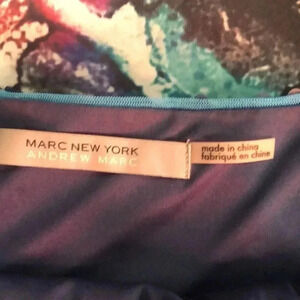 MARC NEW YORK
ANDREW MARC
made in china
fabriqué en chine